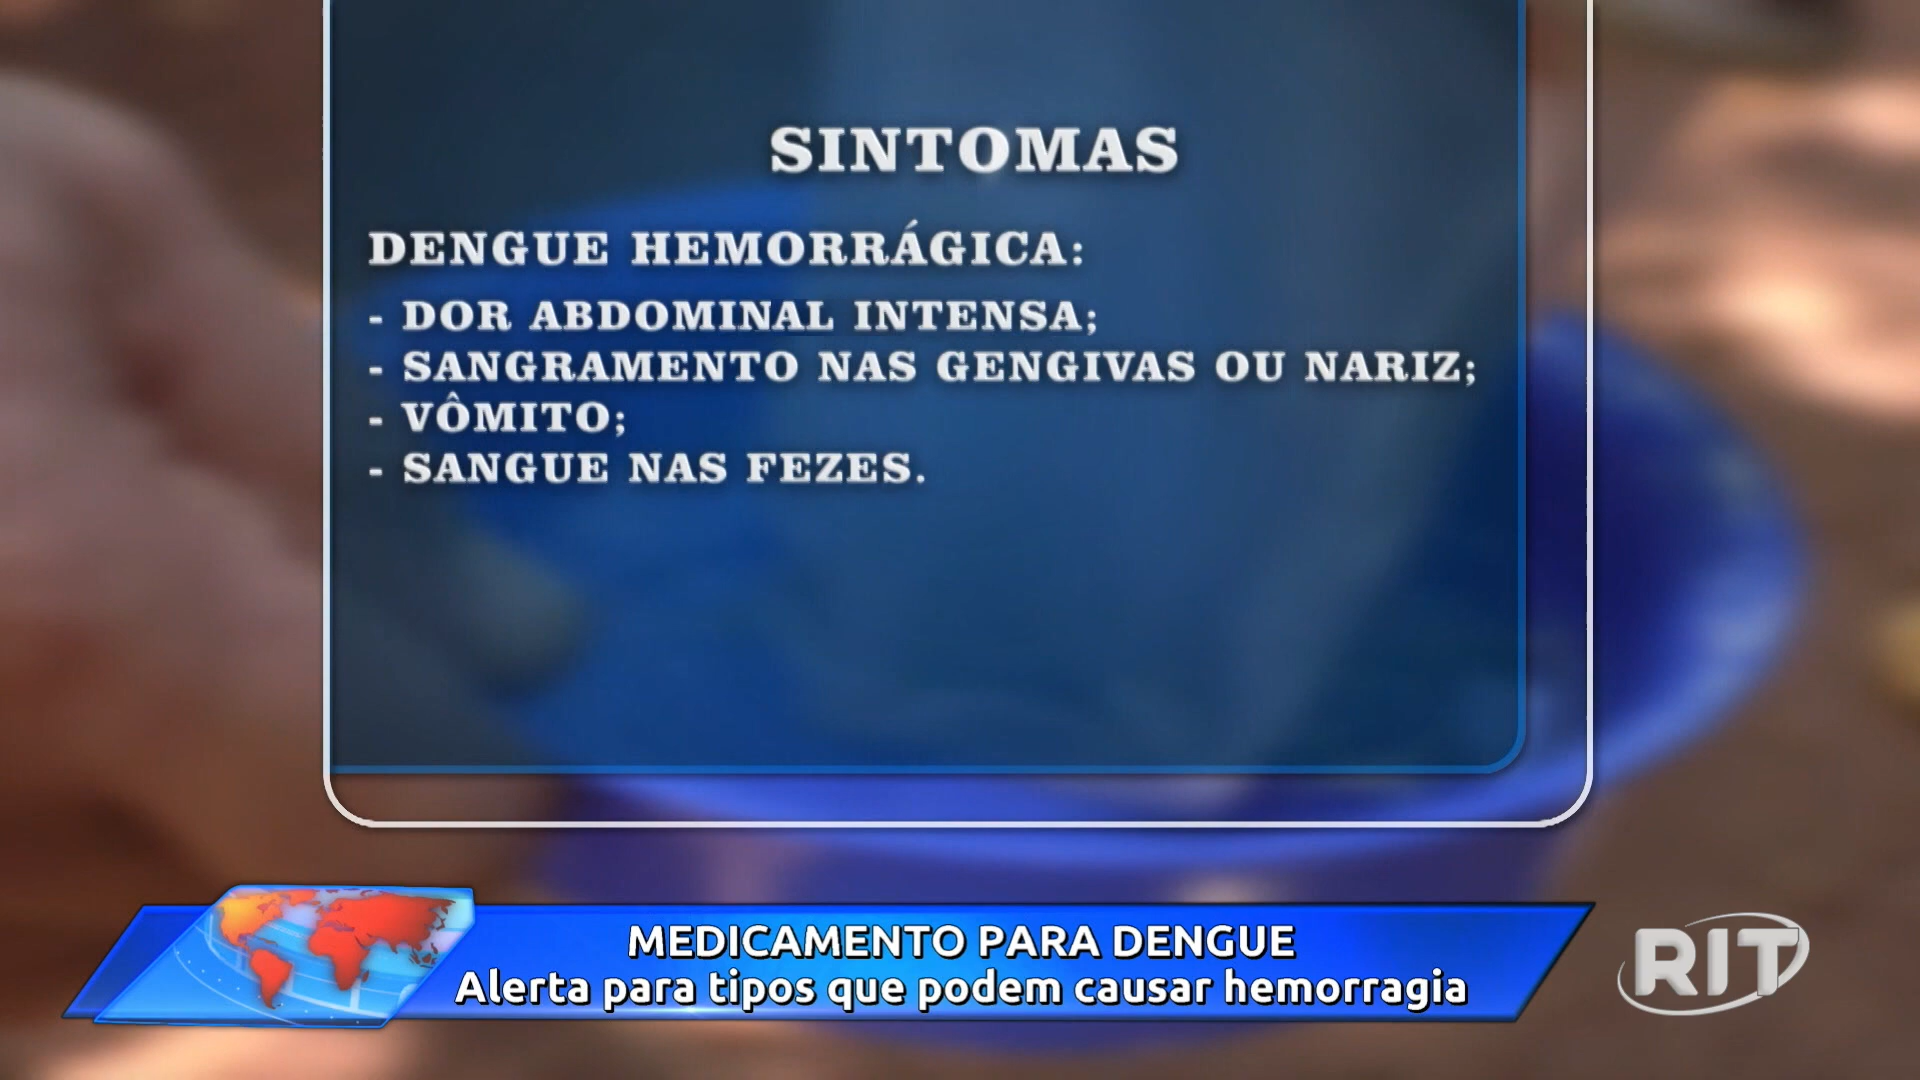 SINTOMAS
DENGUE HEMORRÁGICA:
- DOR ABDOMINAL INTENSA;
- SANGRAMENTO NAS GENGIVAS OU NARIZ;
- VÔMITO;
- SANGUE NAS FEZES.
MEDICAMENTO PARA DENGUE
Alerta para tipos que podem causar hemorragia
RIT